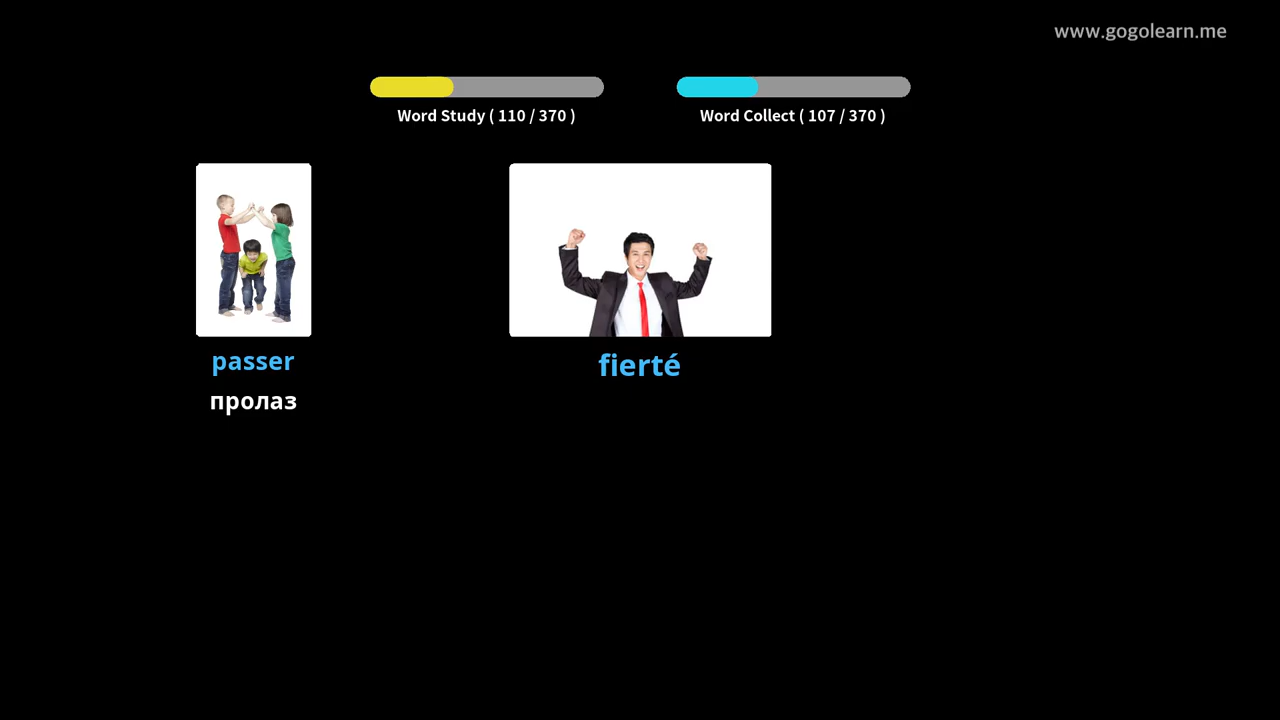 www.gogolearn.me
Word Study ( 110 / 370 )
Word Collect ( 107 / 370 )
passer
пролаз
fierté